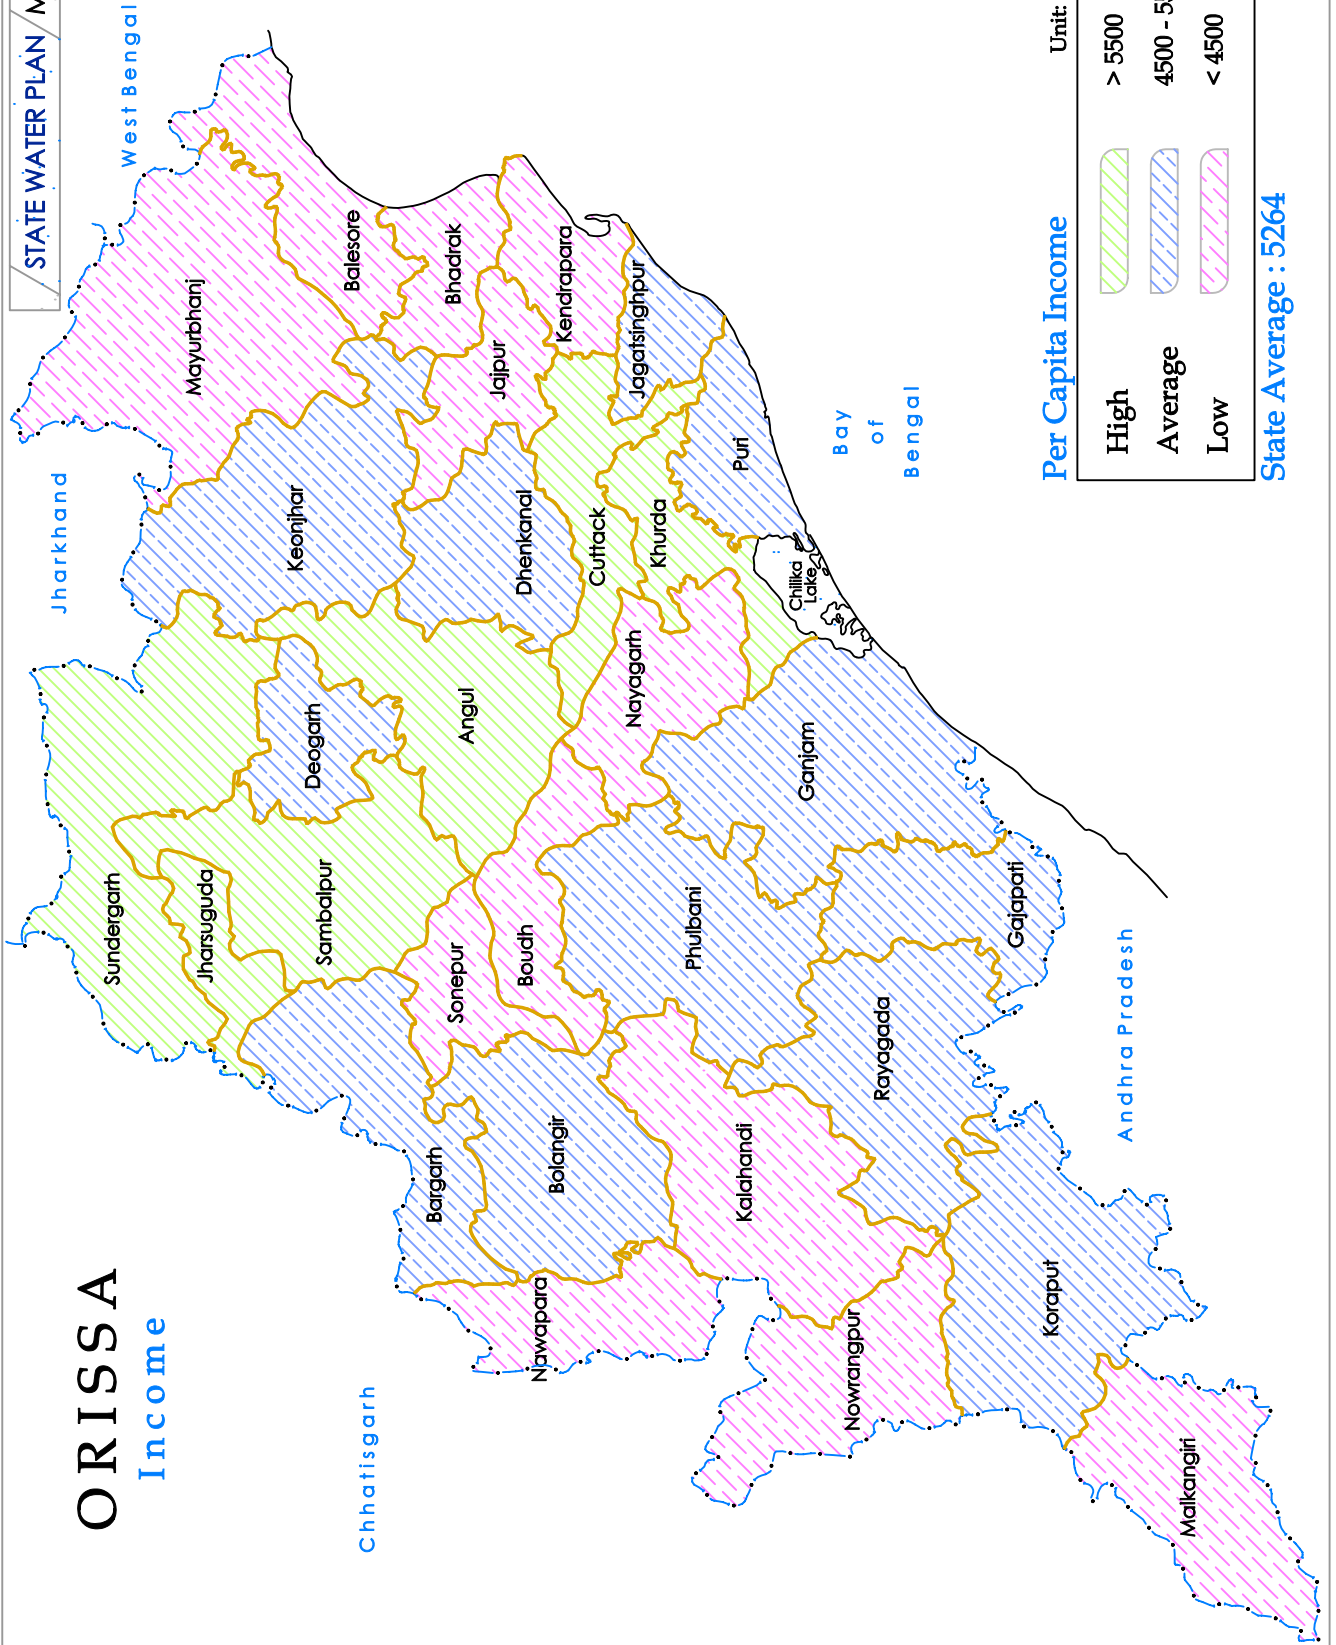 STATE WATER PLAN
ORISSA
Income
West Bengal
Jharkhand
Chhatisgarh
Andhra Pradesh
Bay
of
Bengal
Mayurbhanj
Balesore
Bhadrak
Kendrapara
Jagatsinghpur
Jajpur
Keonjhar
Dhenkanal
Cuttack
Khurda
Puri
Chilika
Lake
Nayagarh
Ganjam
Angul
Deogarh
Sundergarh
Jharsuguda
Sambalpur
Sonepur
Boudh
Phulbani
Gajapati
Rayagada
Bargarh
Bolangir
Kalahandi
Nawapara
Nowrangpur
Koraput
Malkangiri
Per Capita Income
Unit:
High > 5500
Average 4500 - 5
Low < 4500
State Average : 5264